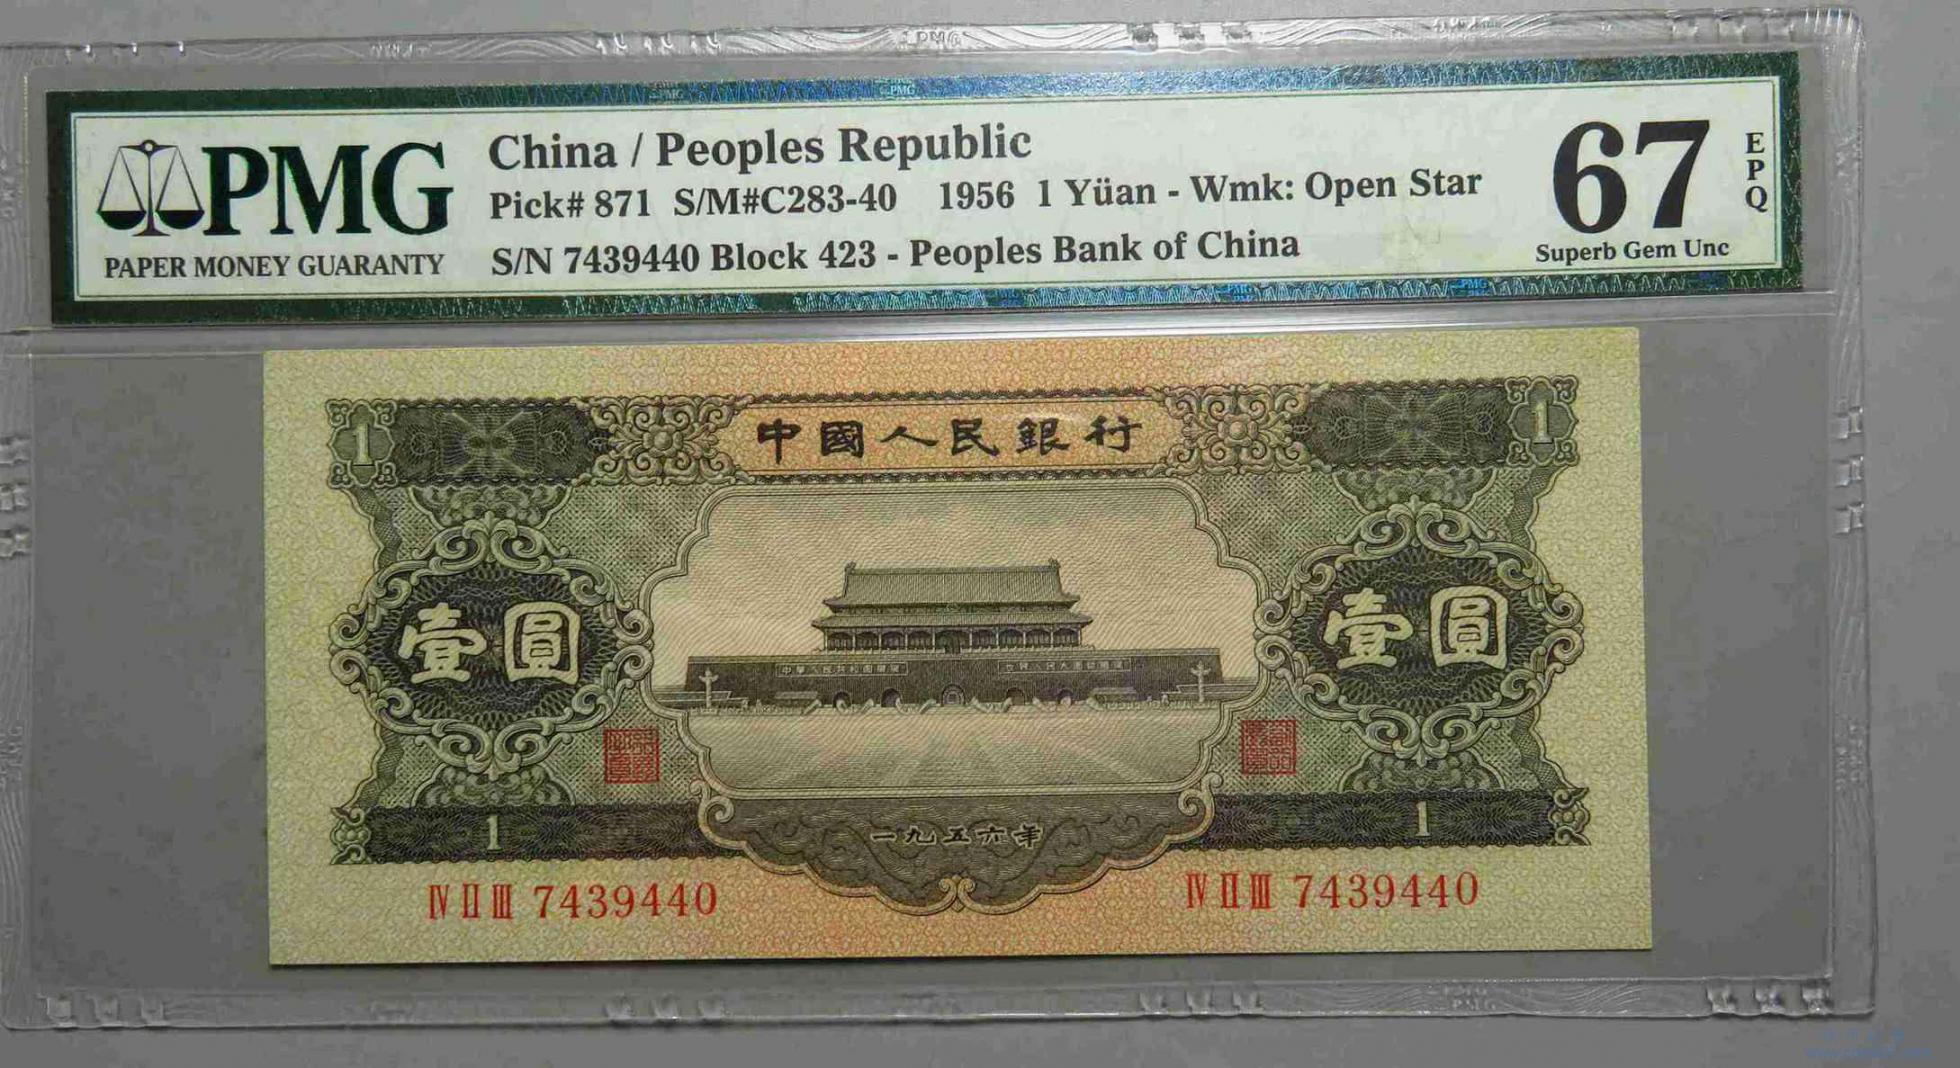 PMG
China / Peoples Republic
Pick# 871 S/M#C283-40 1956 1 Yüan - Wmk: Open Star
S/N 7439440 Block 423 - Peoples Bank of China
PAPER MONEY GUARANTY
67
EPQ
Superb Gem Unc
1
中國人民銀行
1
壹圓
壹圓
1
一九五六年
1
ⅣⅡⅢ 7439440
ⅣⅡⅢ 7439440